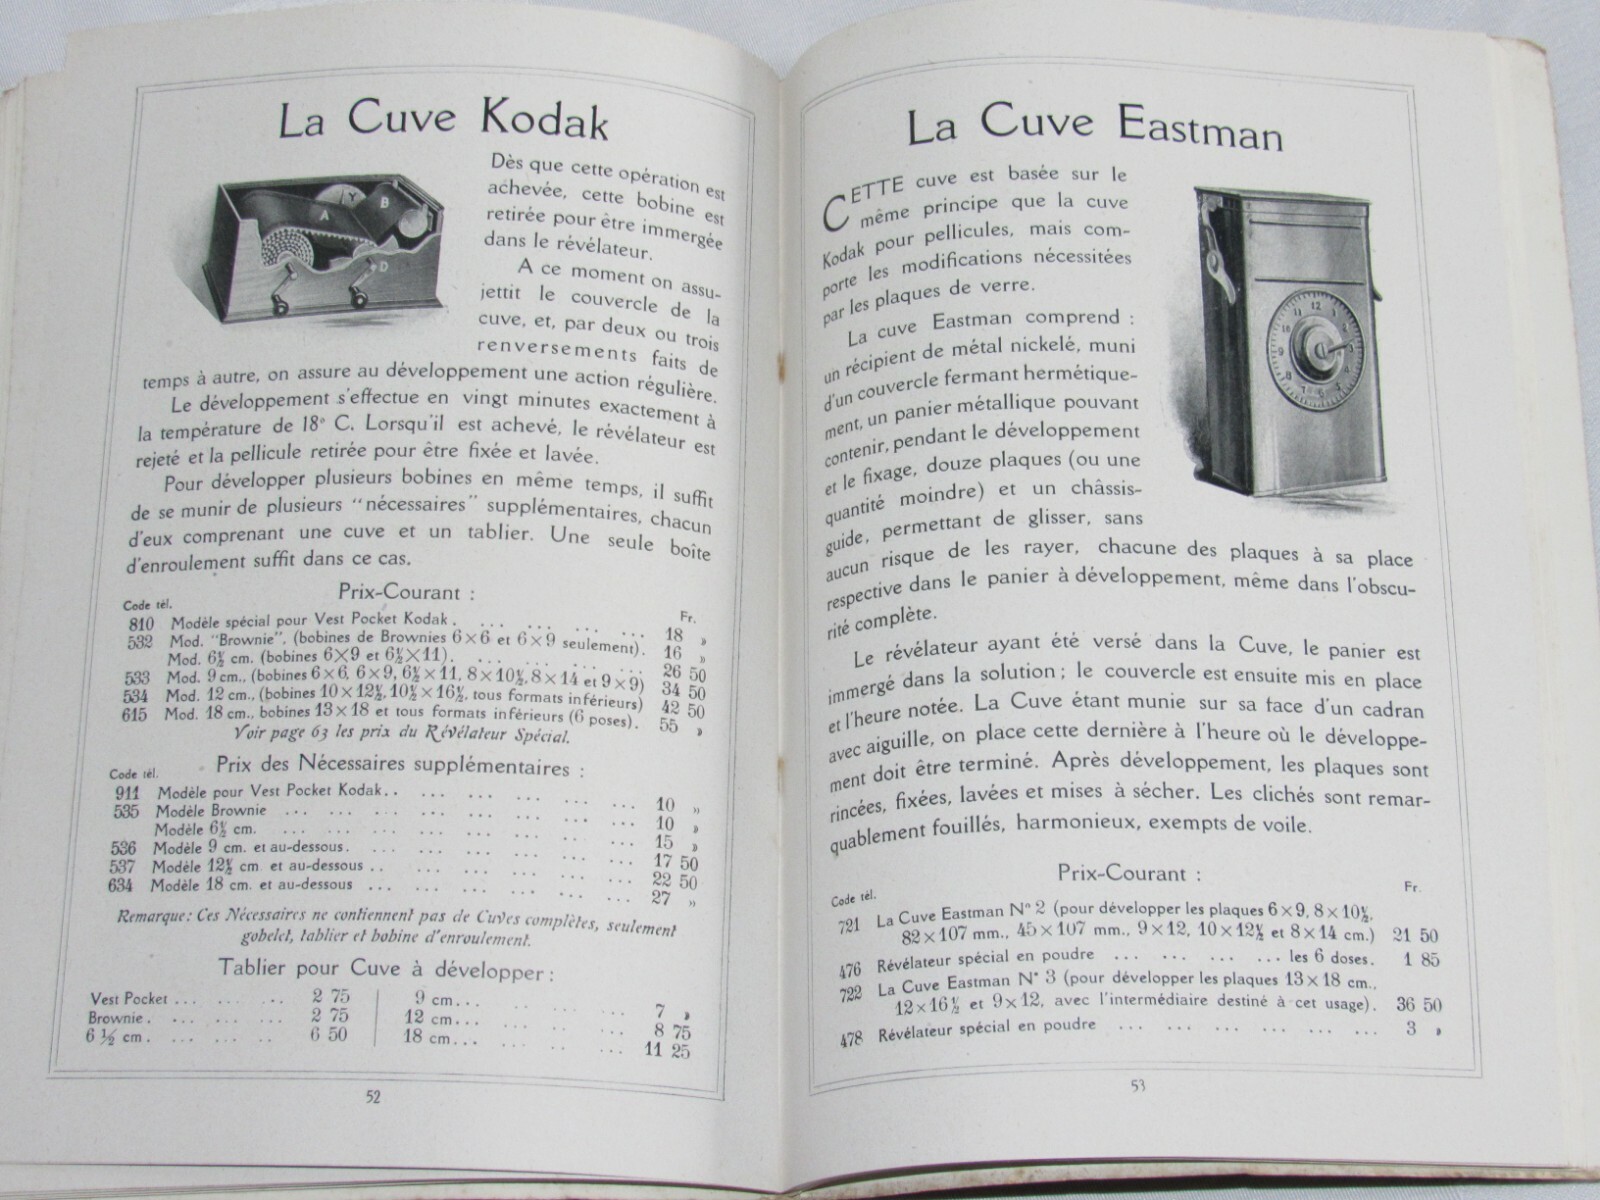 La Cuve Kodak
Y
B
A
D
Dès que cette opération est
achevée, cette bobine est
retirée pour être immergée
dans le révélateur.
A ce moment on assu-
jettit le couvercle de la
cuve, et, par deux ou trois
renversements faits de
temps à autre, on assure au développement une action régulière.
Le développement s'effectue en vingt minutes exactement à
la température de 18° C. Lorsqu'il est achevé, le révélateur est
rejeté et la pellicule retirée pour être fixée et lavée.
Pour développer plusieurs bobines en même temps, il suffit
de se munir de plusieurs "nécessaires" supplémentaires, chacun
d'eux comprenant une cuve et un tablier. Une seule boîte
d'enroulement suffit dans ce cas.
Prix-Courant :
Code tél. Fr.
810 Modèle spécial pour Vest Pocket Kodak. ... ... ... ... 18 »
532 Mod. "Brownie", (bobines de Brownies 6×6 et 6×9 seulement). 16 »
Mod. 6½ cm. (bobines 6×9 et 6½×11). ... ... ... ... 26 50
533 Mod. 9 cm., (bobines 6×6, 6×9, 6½×11, 8×10½, 8×14 et 9×9) 34 50
534 Mod. 12 cm., (bobines 10×12½, 10½×16½, tous formats inférieurs) 42 50
615 Mod. 18 cm., bobines 13×18 et tous formats inférieurs (6 poses). 55 »
Voir page 63 les prix du Révélateur Spécial.
Prix des Nécessaires supplémentaires :
Code tél.
911 Modèle pour Vest Pocket Kodak.. ... ... ... ... 10 »
535 Modèle Brownie ... ... ... ... ... ... 10 »
Modèle 6½ cm. ... ... ... ... ... ... 15 »
536 Modèle 9 cm. et au-dessous. ... ... ... ... ... 17 50
537 Modèle 12½ cm. et au-dessous .. ... ... ... ... 22 50
634 Modèle 18 cm. et au-dessous ... ... ... ... ... 27 »
Remarque: Ces Nécessaires ne contiennent pas de Cuves complètes, seulement
gobelet, tablier et bobine d'enroulement.
Tablier pour Cuve à développer :
Vest Pocket ... ... ... 2 75 9 cm... ... ... ... 7 »
Brownie. ... ... ... 2 75 12 cm... ... ... ... 8 75
6 ½ cm. ... ... ... 6 50 18 cm... ... ... ... 11 25
52
La Cuve Eastman
CETTE cuve est basée sur le
même principe que la cuve
Kodak pour pellicules, mais com-
porte les modifications nécessitées
par les plaques de verre.
La cuve Eastman comprend :
un récipient de métal nickelé, muni
d'un couvercle fermant hermétique-
ment, un panier métallique pouvant
contenir, pendant le développement
et le fixage, douze plaques (ou une
quantité moindre) et un châssis-
guide, permettant de glisser, sans
aucun risque de les rayer, chacune des plaques à sa place
respective dans le panier à développement, même dans l'obscu-
rité complète.
Le révélateur ayant été versé dans la Cuve, le panier est
immergé dans la solution ; le couvercle est ensuite mis en place
et l'heure notée. La Cuve étant munie sur sa face d'un cadran
avec aiguille, on place cette dernière à l'heure où le développe-
ment doit être terminé. Après développement, les plaques sont
rincées, fixées, lavées et mises à sécher. Les clichés sont remar-
quablement fouillés, harmonieux, exempts de voile.
Prix-Courant :
Code tél. Fr.
721 La Cuve Eastman N° 2 (pour développer les plaques 6×9, 8×10½,
82×107 mm., 45×107 mm., 9×12, 10×12½ et 8×14 cm.) 21 50
476 Révélateur spécial en poudre ... ... ... ... les 6 doses. 1 85
722 La Cuve Eastman N° 3 (pour développer les plaques 13×18 cm.,
12×16½ et 9×12, avec l'intermédiaire destiné à cet usage). 36 50
478 Révélateur spécial en poudre ... ... ... ... ... ... 3 »
53